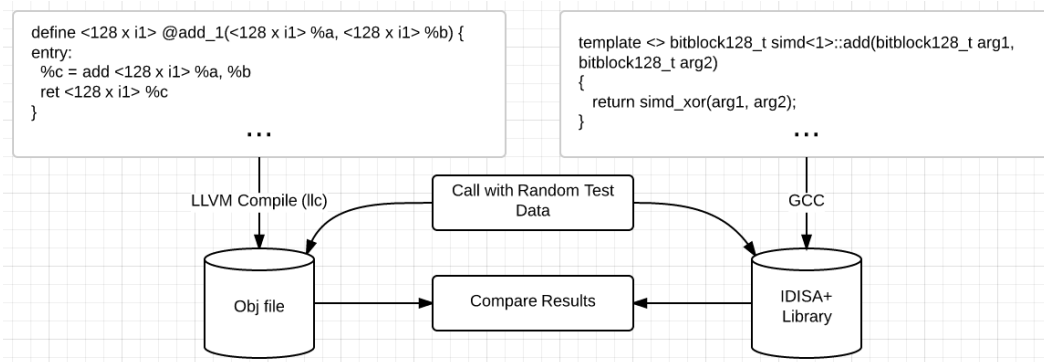 define <128 x i1> @add_1(<128 x i1> %a, <128 x i1> %b) {
entry:
%c = add <128 x i1> %a, %b
ret <128 x i1> %c
}
...
template <> bitblock128_t simd<1>::add(bitblock128_t arg1,
bitblock128_t arg2)
{
return simd_xor(arg1, arg2);
}
...
LLVM Compile (llc)
Call with Random Test
Data
GCC
Obj file
Compare Results
IDISA+
Library